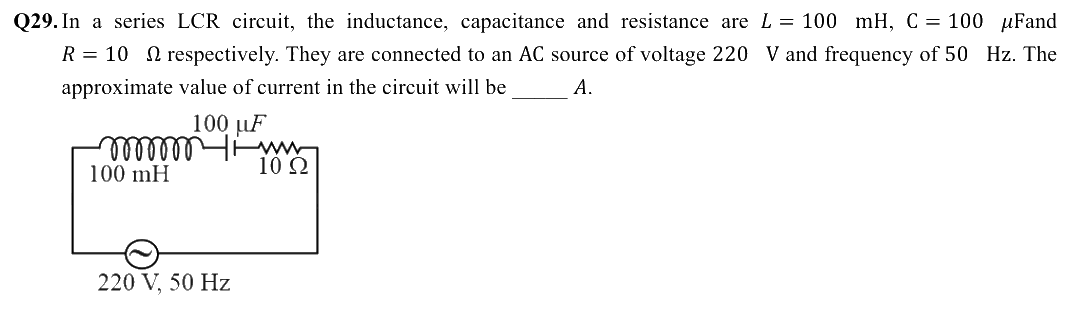 Q29. In a series LCR circuit, the inductance, capacitance and resistance are L = 100 mH, C = 100 μFand
R = 10 Ω respectively. They are connected to an AC source of voltage 220 V and frequency of 50 Hz. The
approximate value of current in the circuit will be _____ A.
100 μF
100 mH
10 Ω
220 V, 50 Hz